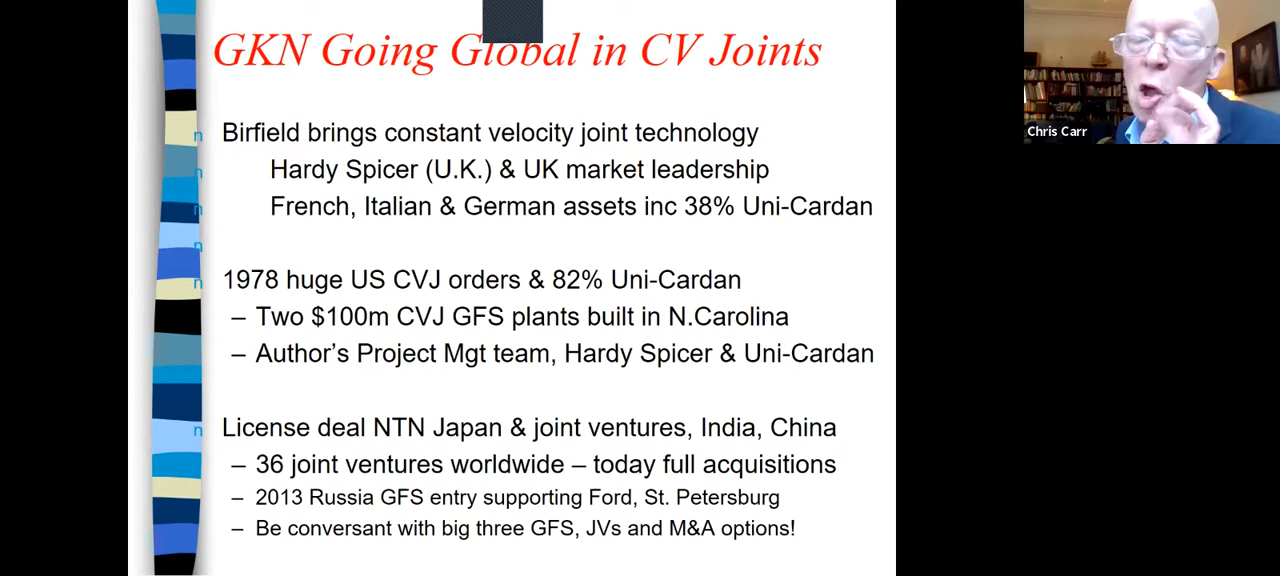 GKN Going Global in CV Joints
n Birfield brings constant velocity joint technology
n Hardy Spicer (U.K.) & UK market leadership
n French, Italian & German assets inc 38% Uni-Cardan
n
n 1978 huge US CVJ orders & 82% Uni-Cardan
– Two $100m CVJ GFS plants built in N.Carolina
– Author's Project Mgt team, Hardy Spicer & Uni-Cardan
n License deal NTN Japan & joint ventures, India, China
– 36 joint ventures worldwide – today full acquisitions
– 2013 Russia GFS entry supporting Ford, St. Petersburg
– Be conversant with big three GFS, JVs and M&A options!
Chris Carr